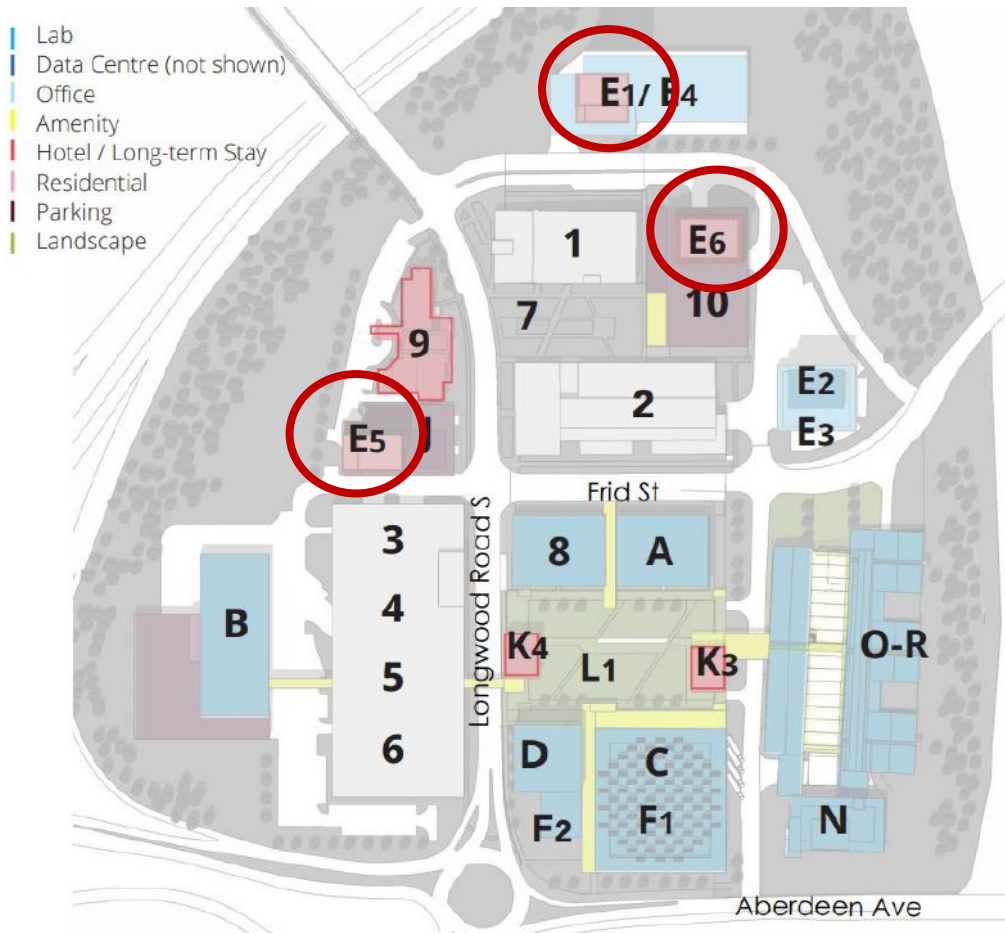 Lab
Data Centre (not shown)
Office
Amenity
Hotel / Long-term Stay
Residential
Parking
Landscape
E1/ E4
E6
1
10
7
9
2
E2
E5
J
E3
Frid St
Longwood Road S
3
8
A
4
B
K4
K3
O-R
L1
5
6
D
C
F2
F1
N
Aberdeen Ave